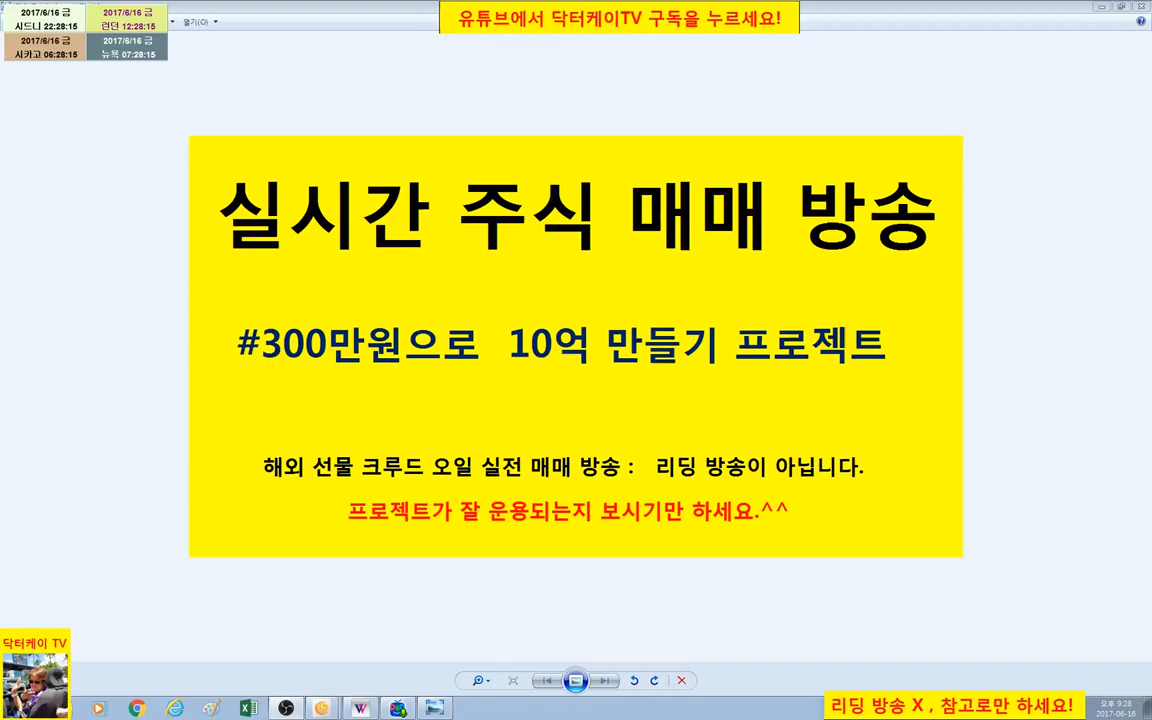 유튜브에서 닥터케이TV 구독을 누르세요!
2017/6/16 금
시드니 22:28:15
2017/6/16 금
런던 12:28:15
2017/6/16 금
시카고 06:28:15
2017/6/16 금
뉴욕 07:28:15
열기(O)
실시간 주식 매매 방송
#300만원으로 10억 만들기 프로젝트
해외 선물 크루드 오일 실전 매매 방송 : 리딩 방송이 아닙니다.
프로젝트가 잘 운용되는지 보시기만 하세요.^^
닥터케이 TV
리딩 방송 X , 참고로만 하세요!
오후 9:28
2017-06-16